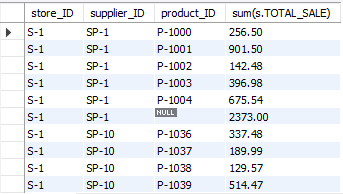 store_ID supplier_ID product_ID sum(s.TOTAL_SALE)
S-1 SP-1 P-1000 256.50
S-1 SP-1 P-1001 901.50
S-1 SP-1 P-1002 142.48
S-1 SP-1 P-1003 396.98
S-1 SP-1 P-1004 675.54
S-1 SP-1 NULL 2373.00
S-1 SP-10 P-1036 337.48
S-1 SP-10 P-1037 189.99
S-1 SP-10 P-1038 129.57
S-1 SP-10 P-1039 514.47